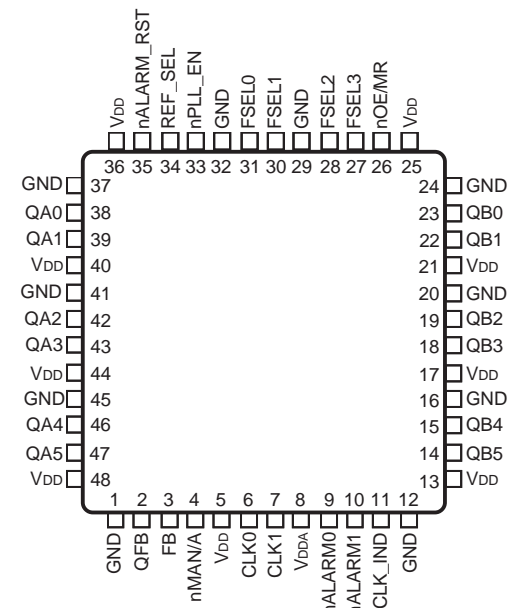 VDD
nALARM_RST
REF_SEL
nPLL_EN
GND
FSEL0
FSEL1
GND
FSEL2
FSEL3
nOE/MR
VDD
36 35 34 33 32 31 30 29 28 27 26 25
GND 37 24 GND
QA0 38 23 QB0
QA1 39 22 QB1
VDD 40 21 VDD
GND 41 20 GND
QA2 42 19 QB2
QA3 43 18 QB3
VDD 44 17 VDD
GND 45 16 GND
QA4 46 15 QB4
QA5 47 14 QB5
VDD 48 13 VDD
1 2 3 4 5 6 7 8 9 10 11 12
GND
QFB
FB
nMAN/A
VDD
CLK0
CLK1
VDDA
nALARM0
nALARM1
CLK_IND
GND